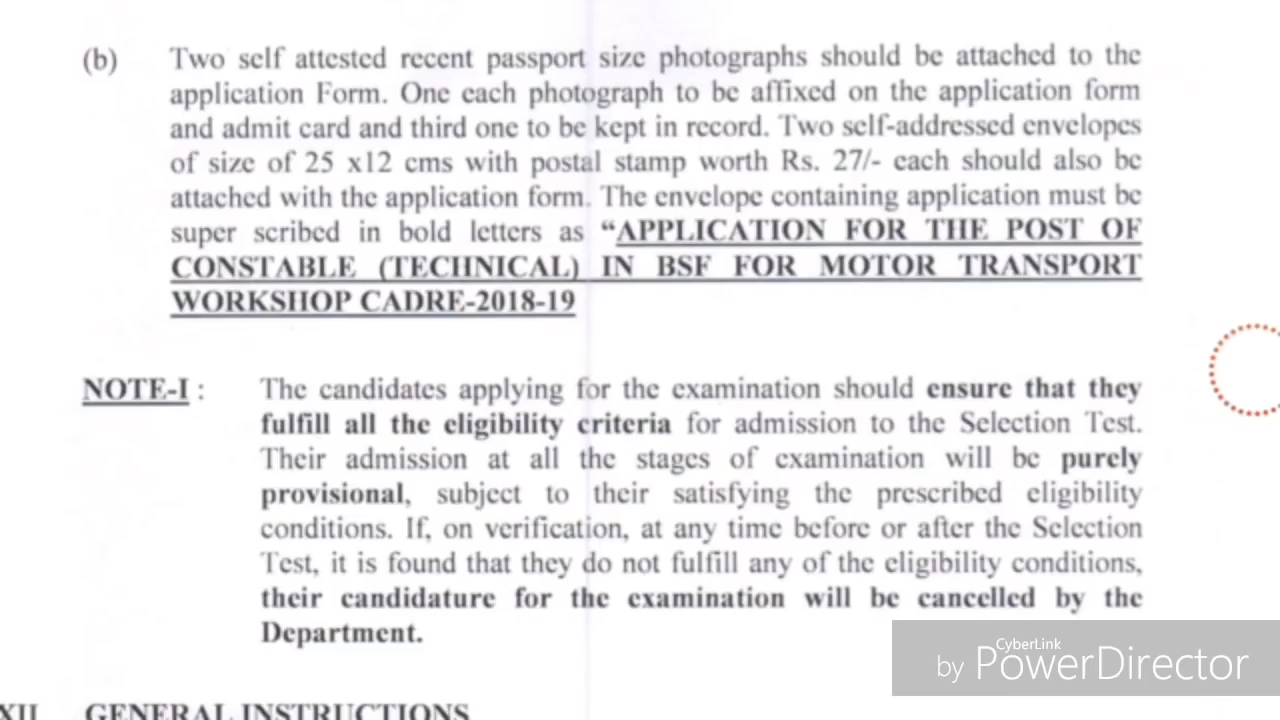 (b) Two self attested recent passport size photographs should be attached to the
application Form. One each photograph to be affixed on the application form
and admit card and third one to be kept in record. Two self-addressed envelopes
of size of 25 x12 cms with postal stamp worth Rs. 27/- each should also be
attached with the application form. The envelope containing application must be
super scribed in bold letters as “APPLICATION FOR THE POST OF
CONSTABLE (TECHNICAL) IN BSF FOR MOTOR TRANSPORT
WORKSHOP CADRE-2018-19
NOTE-I : The candidates applying for the examination should ensure that they
fulfill all the eligibility criteria for admission to the Selection Test.
Their admission at all the stages of examination will be purely
provisional, subject to their satisfying the prescribed eligibility
conditions. If, on verification, at any time before or after the Selection
Test, it is found that they do not fulfill any of the eligibility conditions,
their candidature for the examination will be cancelled by the
Department.
CyberLink
by PowerDirector
XII GENERAL INSTRUCTIONS